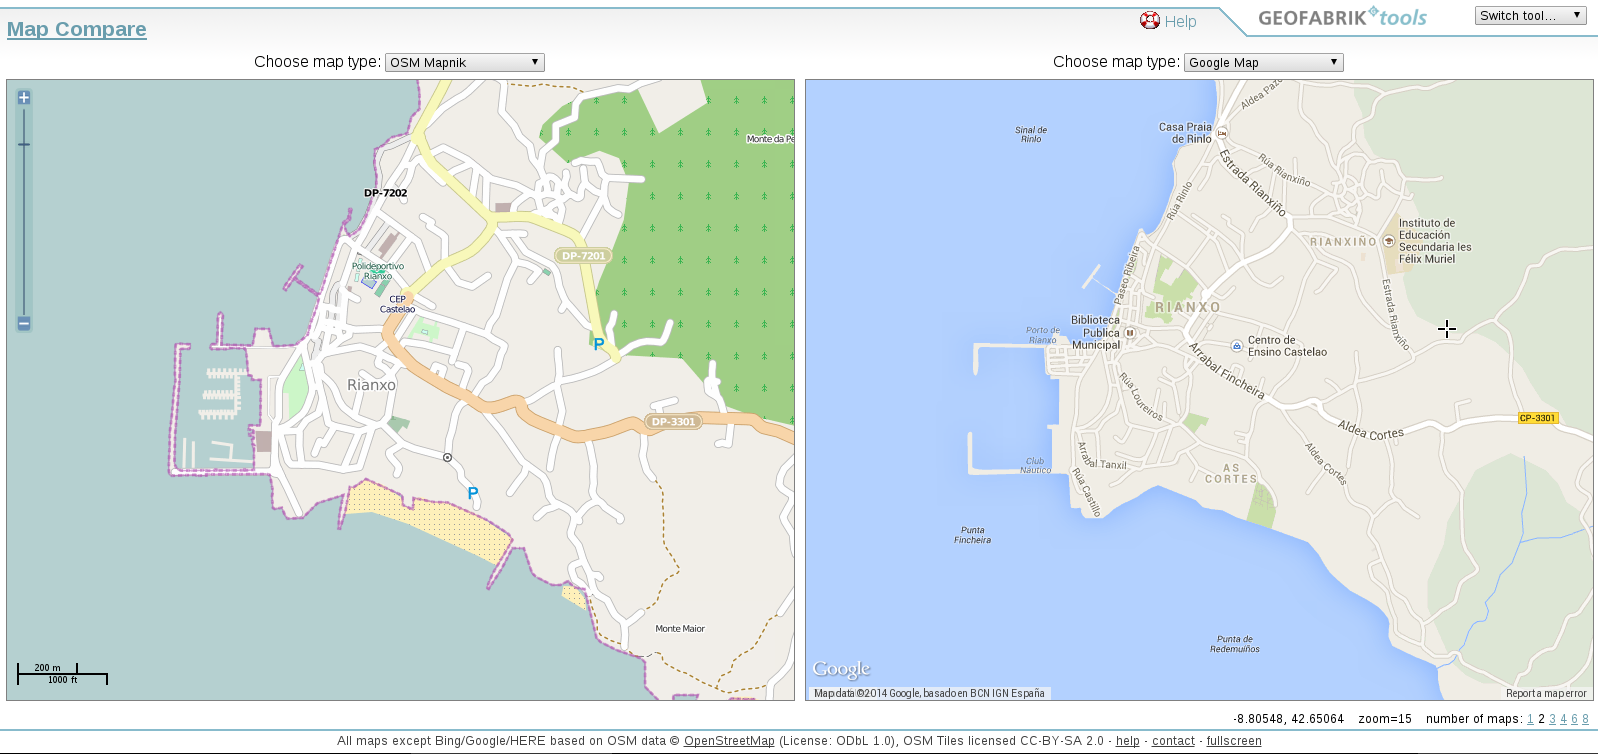 Map Compare
Help
GEOFABRIK tools
Switch tool...
Choose map type: OSM Mapnik
Choose map type: Google Map
Monte da Pe
DP-7202
DP-7201
Polideportivo
Rianxo
CEP
Castelao
P
Rianxo
DP-3301
P
Monte Maior
200 m
1000 ft
Aldea Pazo
Sinal de
Rinlo
Casa Praia
de Rinlo
Estrada Rianxiño
Rúa Rianxiño
Rúa Rinlo
Instituto de
Educación
Secundaria Ies
Félix Muriel
RIANXIÑO
Paseo Ribeira
Estrada Rianxiño
RIANXO
Biblioteca
Publica
Municipal
Porto de
Rianxo
Centro de
Ensino Castelao
Arrabal Fincheira
Rúa Loureiros
CP-3301
Aldea Cortes
Aldea Cortes
Arrabal Tanxil
Club
Náutico
Rúa Castillo
AS
CORTES
Punta
Fincheira
Punta de
Redemuiños
Google
Map data ©2014 Google, basado en BCN IGN España
Report a map error
-8.80548, 42.65064 zoom=15 number of maps: 1 2 3 4 6 8
All maps except Bing/Google/HERE based on OSM data © OpenStreetMap (License: ODbL 1.0), OSM Tiles licensed CC-BY-SA 2.0 - help - contact - fullscreen